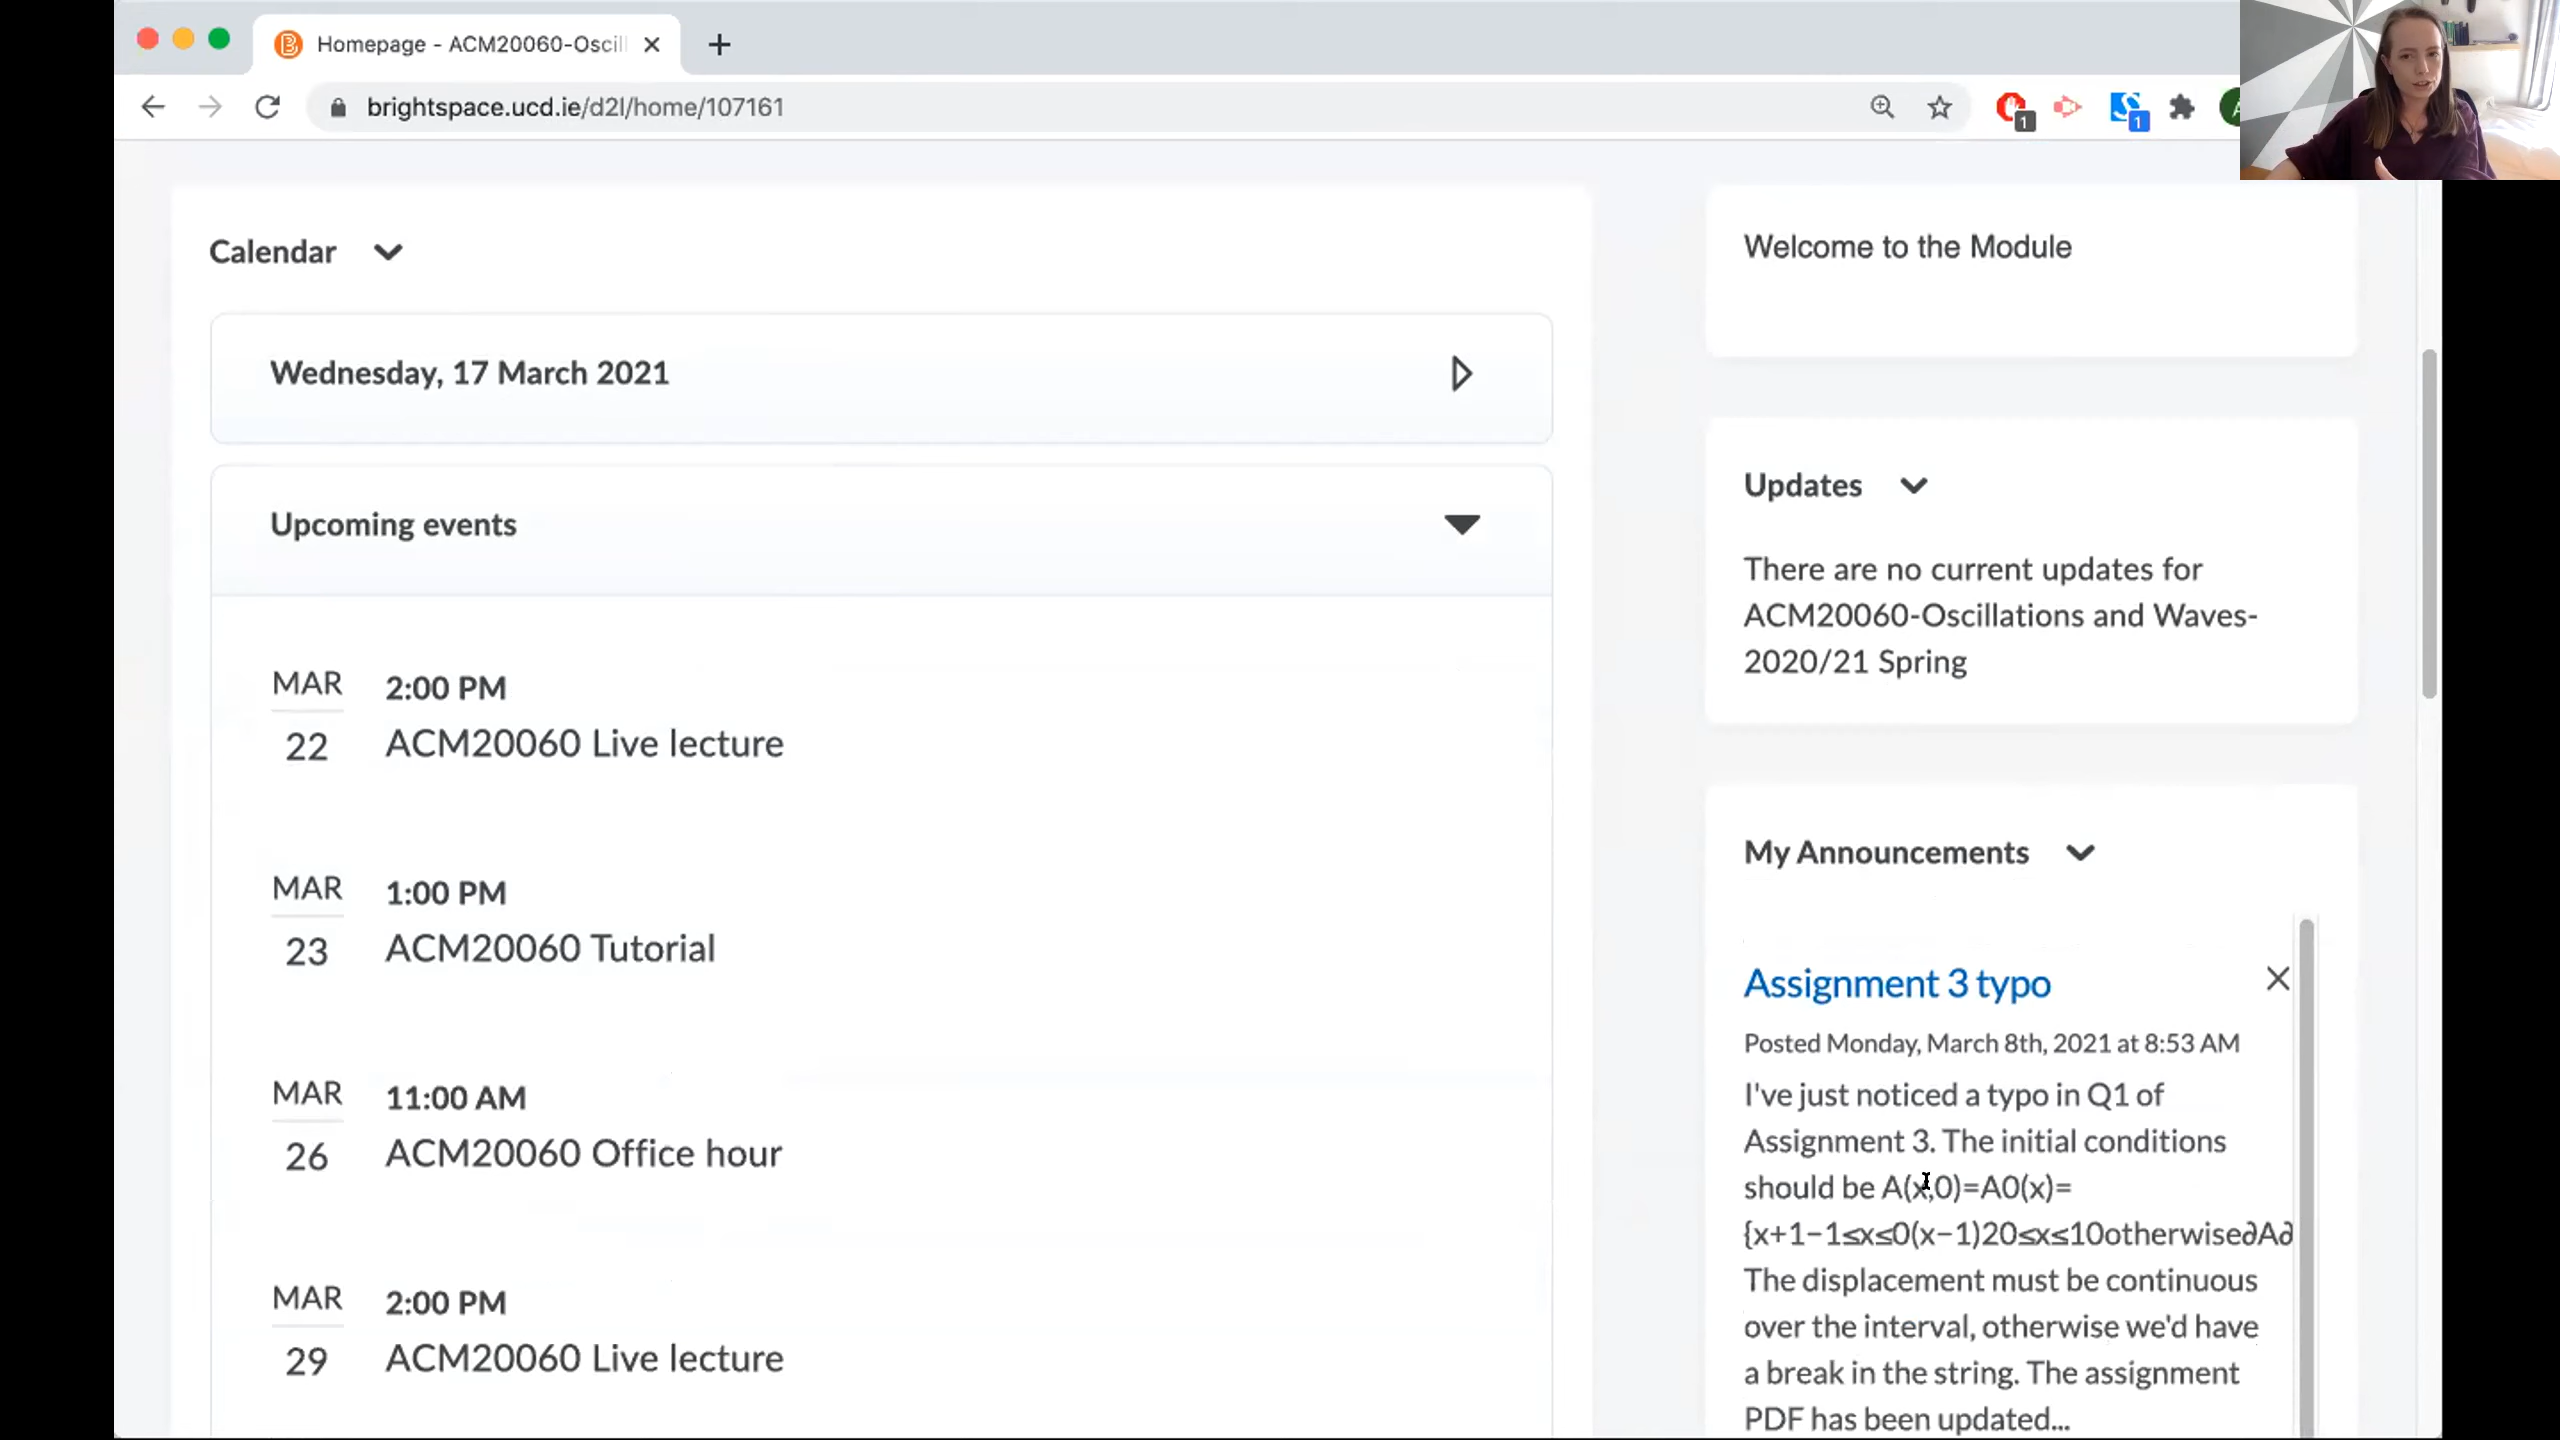 Homepage - ACM20060-Oscil
brightspace.ucd.ie/d2l/home/107161
1
1
Calendar
Wednesday, 17 March 2021
Upcoming events
MAR
22
2:00 PM
ACM20060 Live lecture
MAR
23
1:00 PM
ACM20060 Tutorial
MAR
26
11:00 AM
ACM20060 Office hour
MAR
29
2:00 PM
ACM20060 Live lecture
Welcome to the Module
Updates
There are no current updates for
ACM20060-Oscillations and Waves-
2020/21 Spring
My Announcements
Assignment 3 typo
Posted Monday, March 8th, 2021 at 8:53 AM
I've just noticed a typo in Q1 of
Assignment 3. The initial conditions
should be A(x,0)=A0(x)=
{x+1−1≤x≤0(x−1)20≤x≤10otherwise∂A∂
The displacement must be continuous
over the interval, otherwise we'd have
a break in the string. The assignment
PDF has been updated...